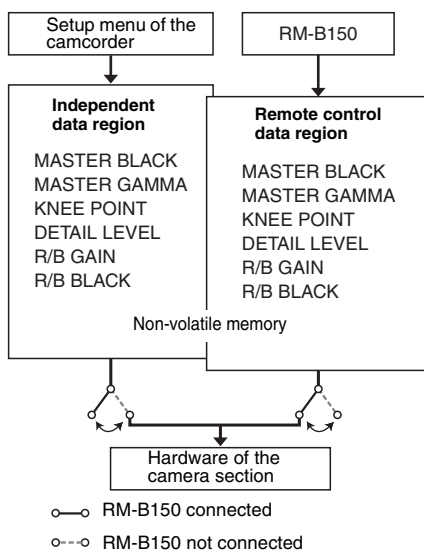 Setup menu of the
camcorder
RM-B150
Independent
data region
MASTER BLACK
MASTER GAMMA
KNEE POINT
DETAIL LEVEL
R/B GAIN
R/B BLACK
Remote control
data region
MASTER BLACK
MASTER GAMMA
KNEE POINT
DETAIL LEVEL
R/B GAIN
R/B BLACK
Non-volatile memory
Hardware of the
camera section
RM-B150 connected
RM-B150 not connected